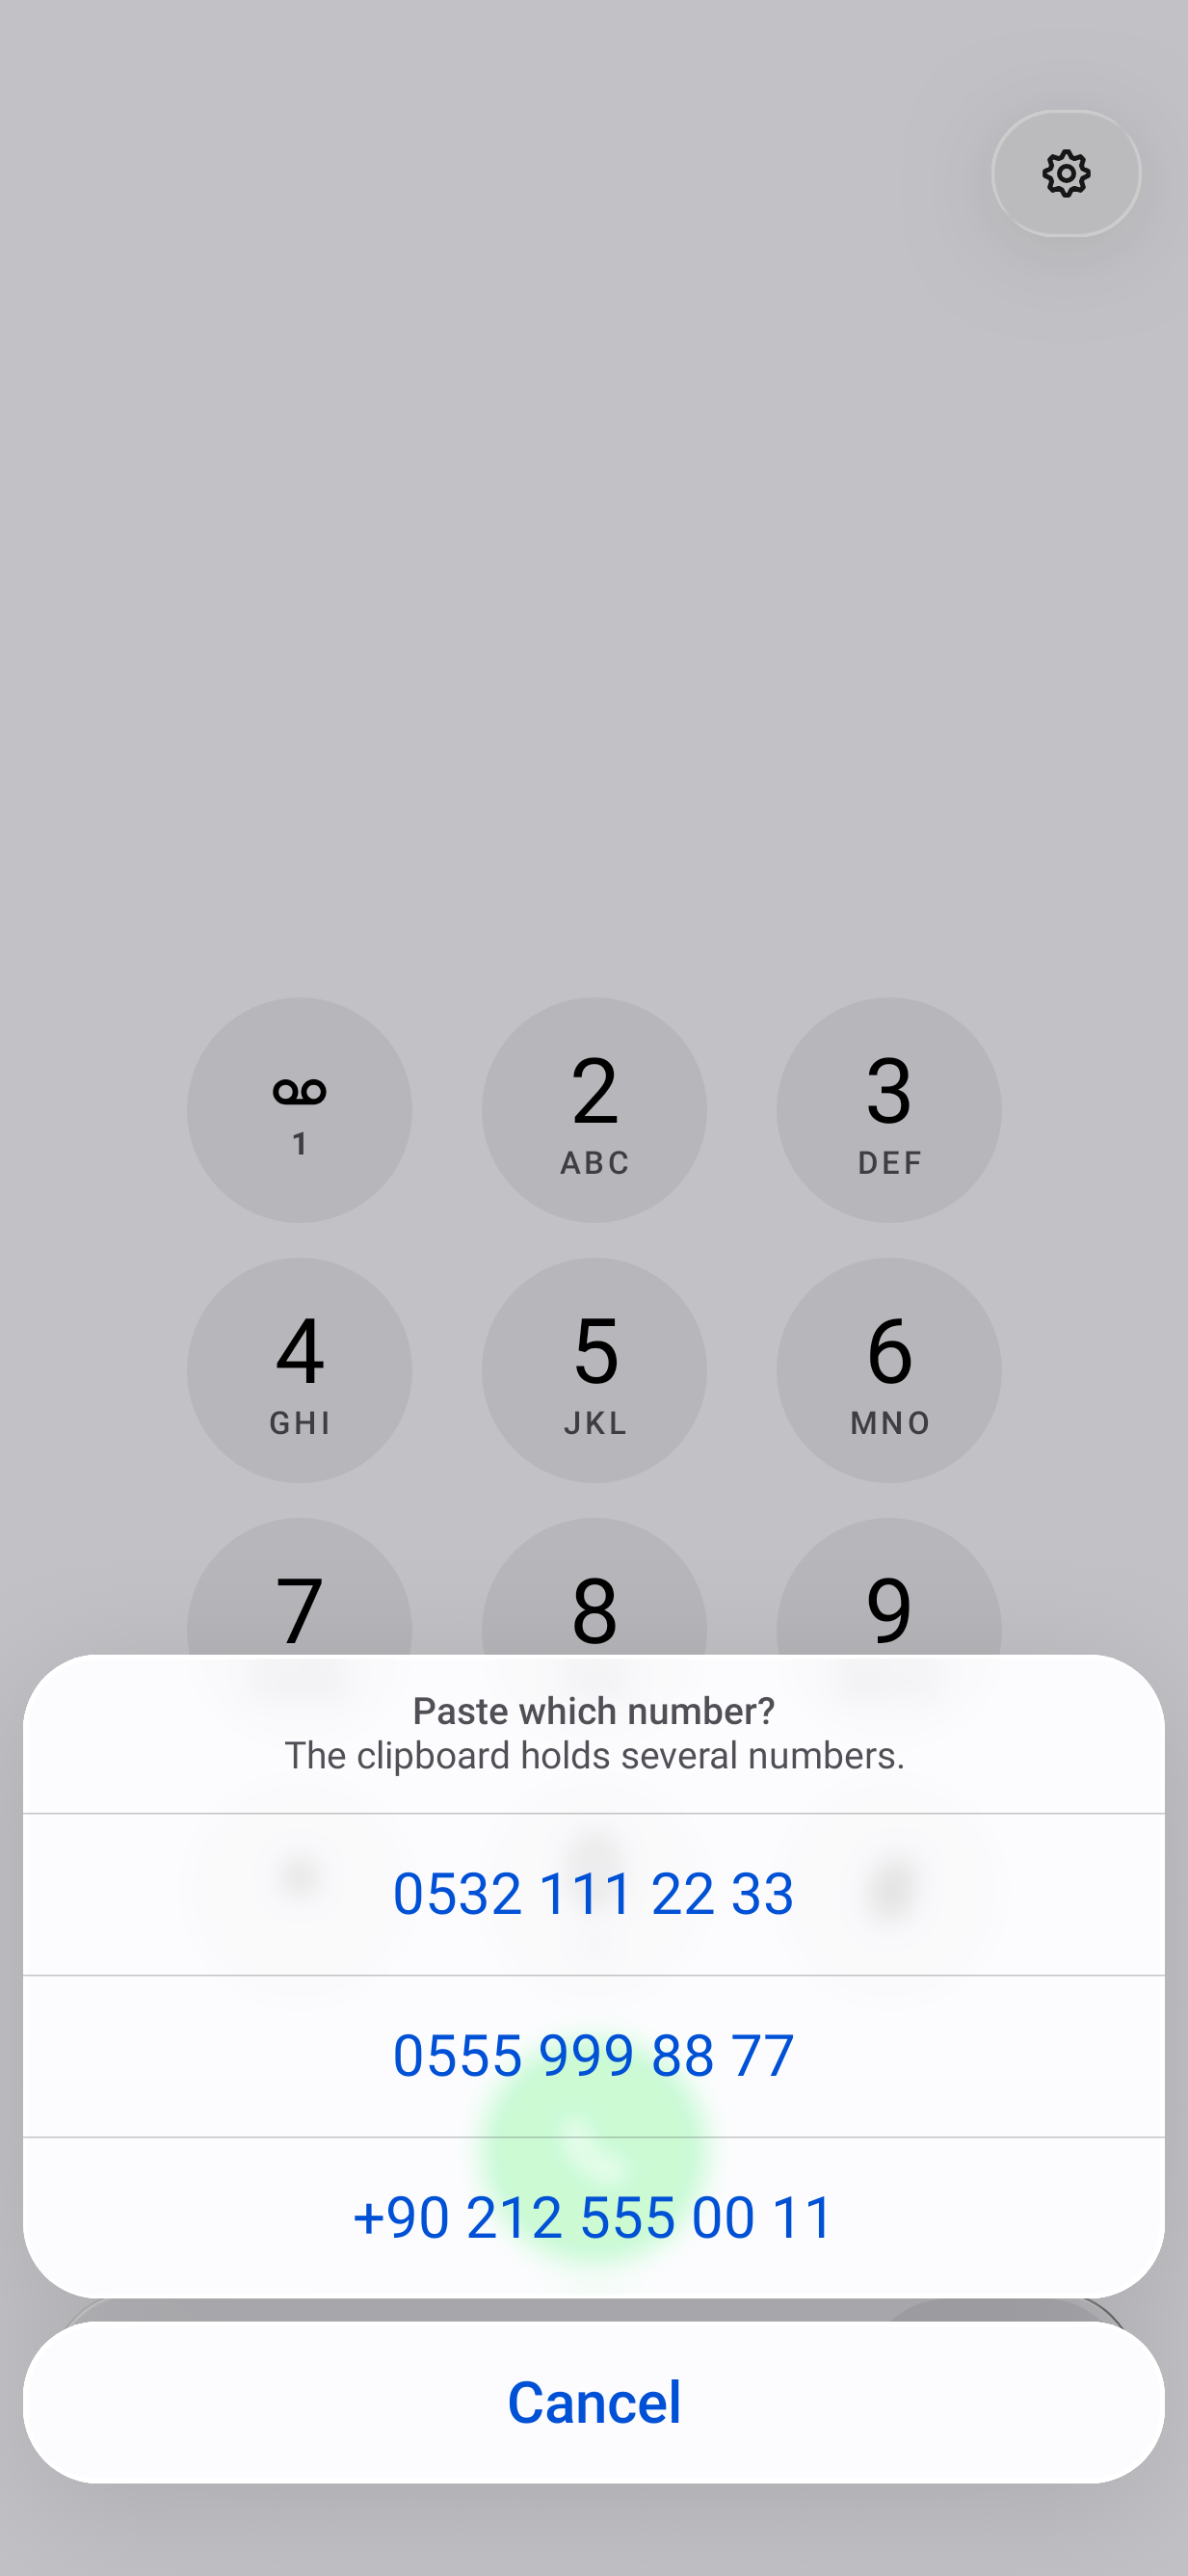 1
2
ABC
3
DEF
4
GHI
5
JKL
6
MNO
7
8
9
Paste which number?
The clipboard holds several numbers.
0532 111 22 33
0555 999 88 77
+90 212 555 00 11
Cancel